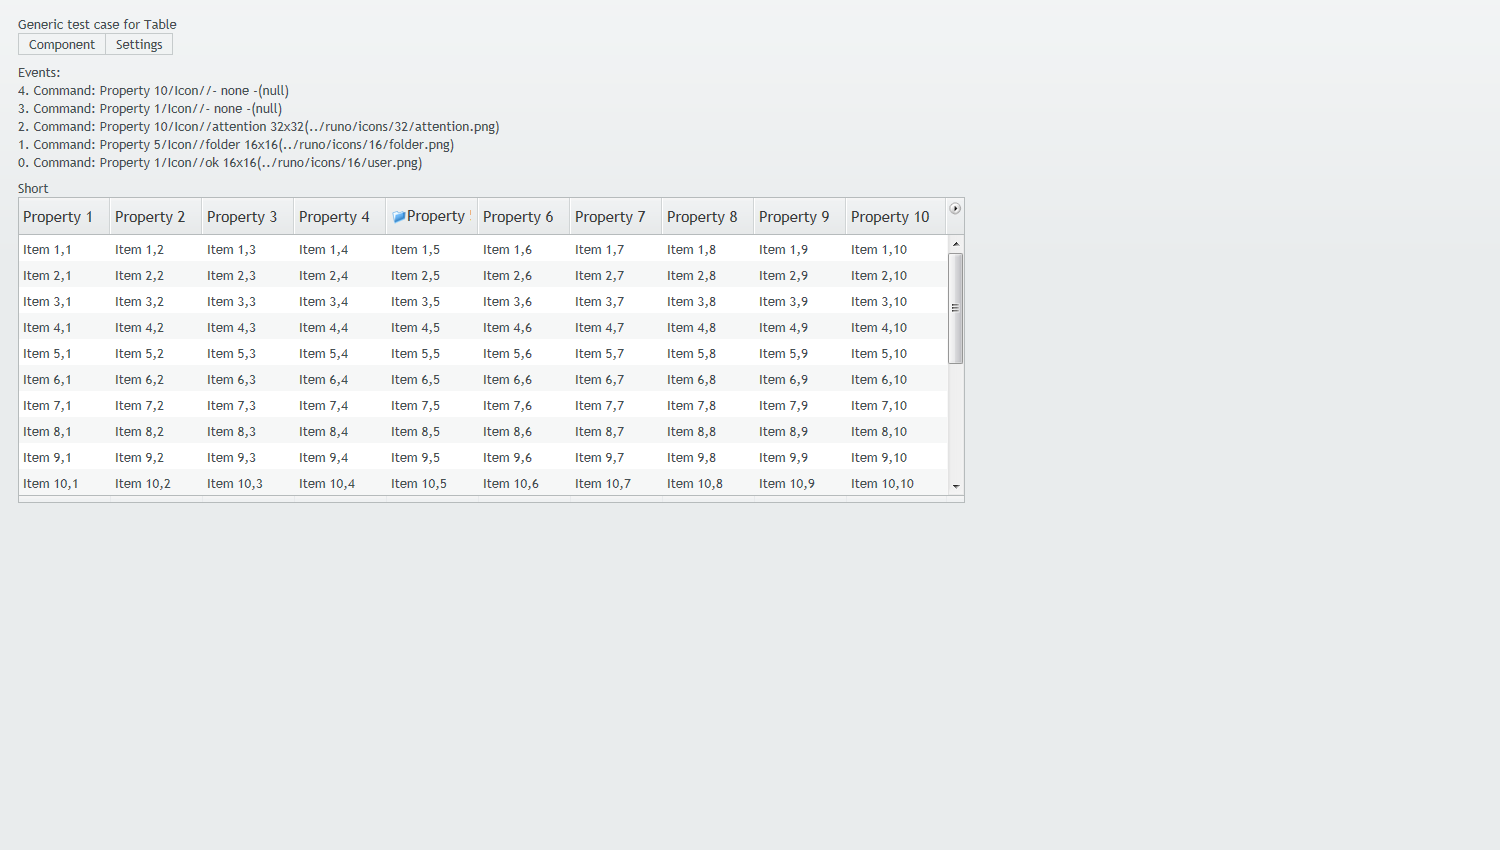 Generic test case for Table
Component Settings
Events:
4. Command: Property 10/Icon//- none -(null)
3. Command: Property 1/Icon//- none -(null)
2. Command: Property 10/Icon//attention 32x32(../runo/icons/32/attention.png)
1. Command: Property 5/Icon//folder 16x16(../runo/icons/16/folder.png)
0. Command: Property 1/Icon//ok 16x16(../runo/icons/16/user.png)
Short
Property 1 Property 2 Property 3 Property 4 Property Property 6 Property 7 Property 8 Property 9 Property 10
Item 1,1 Item 1,2 Item 1,3 Item 1,4 Item 1,5 Item 1,6 Item 1,7 Item 1,8 Item 1,9 Item 1,10
Item 2,1 Item 2,2 Item 2,3 Item 2,4 Item 2,5 Item 2,6 Item 2,7 Item 2,8 Item 2,9 Item 2,10
Item 3,1 Item 3,2 Item 3,3 Item 3,4 Item 3,5 Item 3,6 Item 3,7 Item 3,8 Item 3,9 Item 3,10
Item 4,1 Item 4,2 Item 4,3 Item 4,4 Item 4,5 Item 4,6 Item 4,7 Item 4,8 Item 4,9 Item 4,10
Item 5,1 Item 5,2 Item 5,3 Item 5,4 Item 5,5 Item 5,6 Item 5,7 Item 5,8 Item 5,9 Item 5,10
Item 6,1 Item 6,2 Item 6,3 Item 6,4 Item 6,5 Item 6,6 Item 6,7 Item 6,8 Item 6,9 Item 6,10
Item 7,1 Item 7,2 Item 7,3 Item 7,4 Item 7,5 Item 7,6 Item 7,7 Item 7,8 Item 7,9 Item 7,10
Item 8,1 Item 8,2 Item 8,3 Item 8,4 Item 8,5 Item 8,6 Item 8,7 Item 8,8 Item 8,9 Item 8,10
Item 9,1 Item 9,2 Item 9,3 Item 9,4 Item 9,5 Item 9,6 Item 9,7 Item 9,8 Item 9,9 Item 9,10
Item 10,1 Item 10,2 Item 10,3 Item 10,4 Item 10,5 Item 10,6 Item 10,7 Item 10,8 Item 10,9 Item 10,10